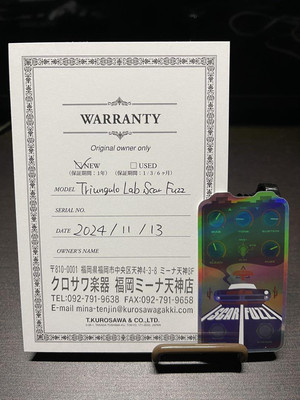 WARRANTY
Original owner only
NEW
USED
(保証期間:1年)
(保証期間:1/3/6ヶ月)
MODEL Triungulo Lab Scar Fuzz
SERIAL NO.
DATE 2024/11/13
OWNER'S NAME
〒810-0001 福岡県福岡市中央区天神4-3-8 ミーナ天神5F
クロサワ楽器 福岡ミーナ天神店
TEL:092-791-9638 FAX:092-791-9658
E-mail mina-tenjin@kurosawagakki.com
T.KUROSAWA & CO.,LTD.
SCAR FUZZ